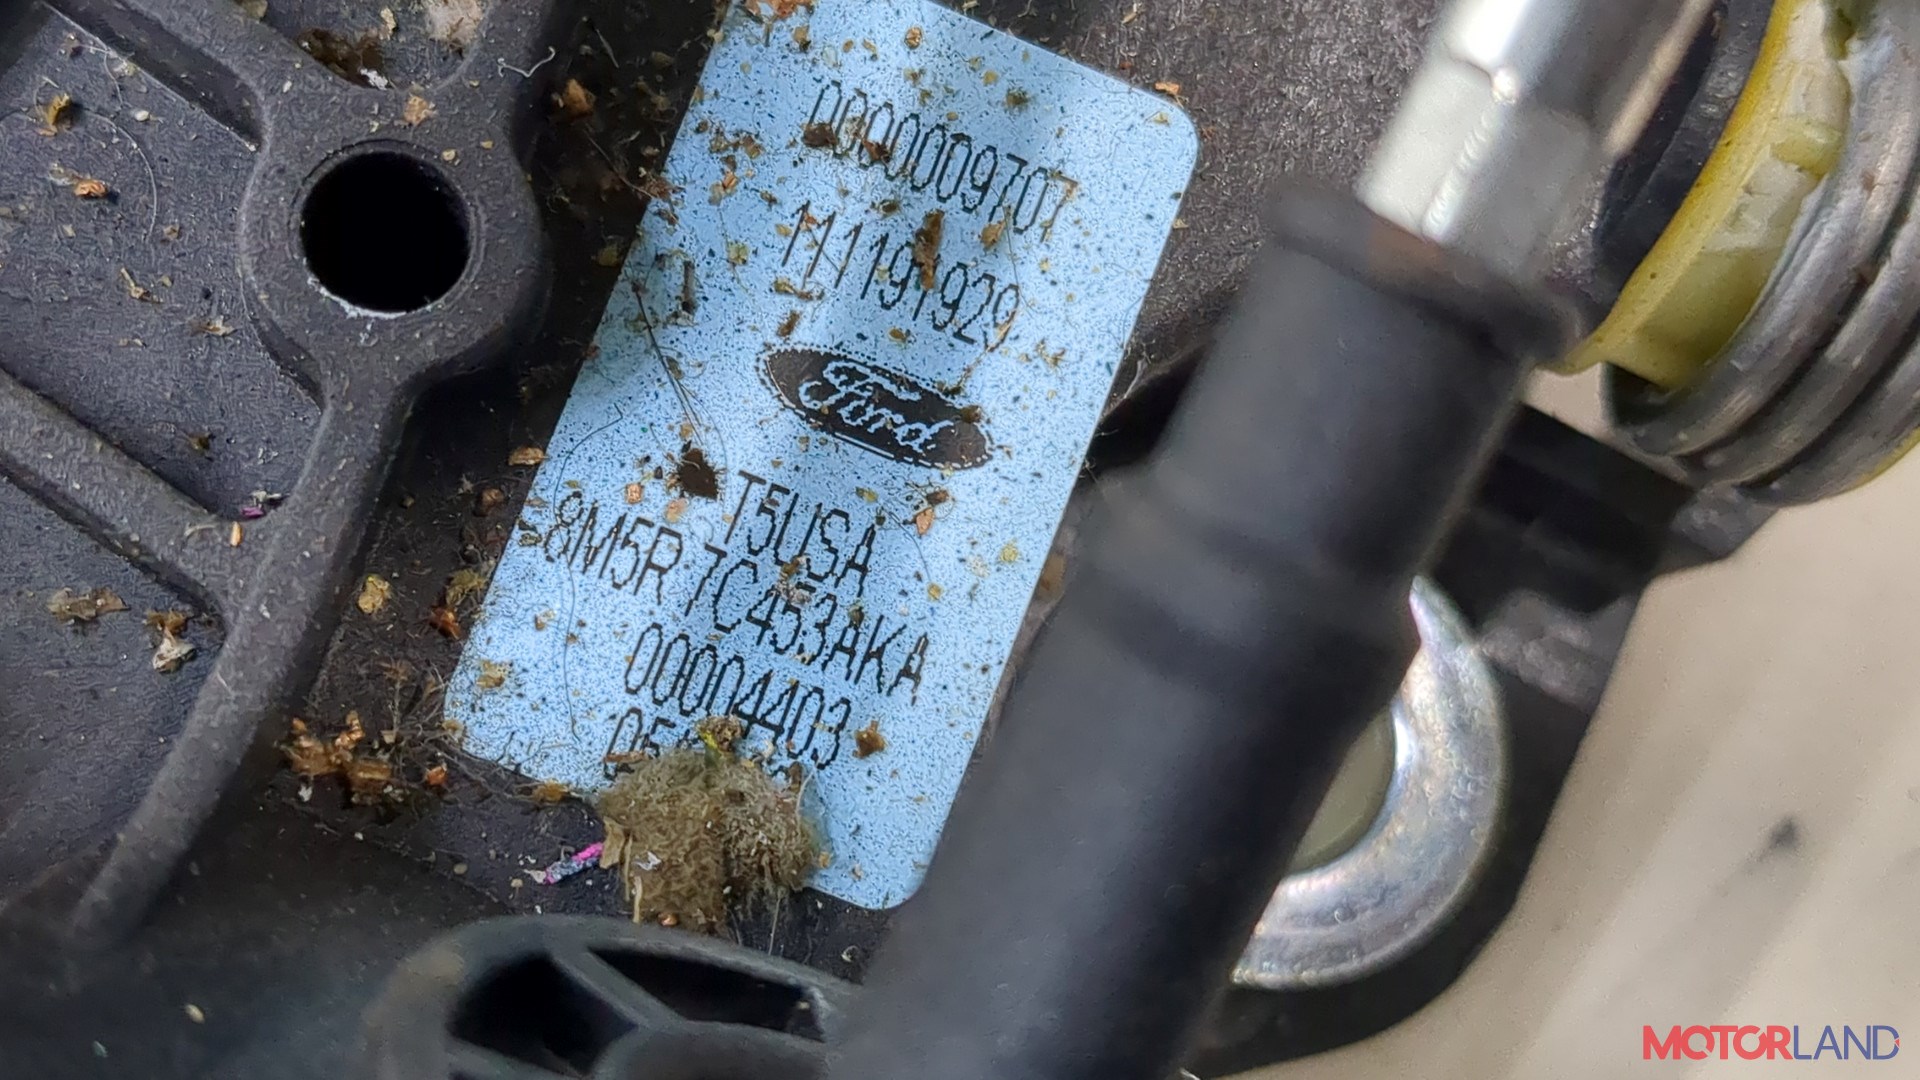 0000009707
111191929
Ford
T5USA
8M5R 7C453AKA
00004403
MOTORLAND